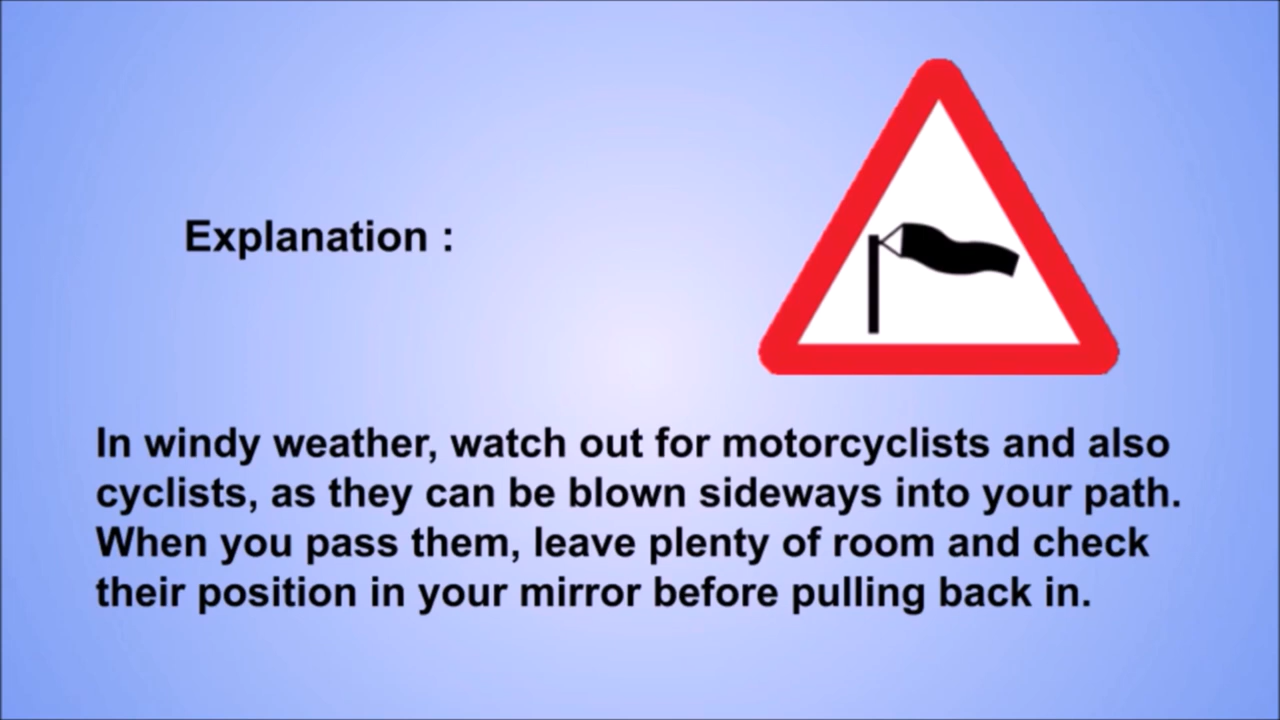 Explanation :
In windy weather, watch out for motorcyclists and also
cyclists, as they can be blown sideways into your path.
When you pass them, leave plenty of room and check
their position in your mirror before pulling back in.